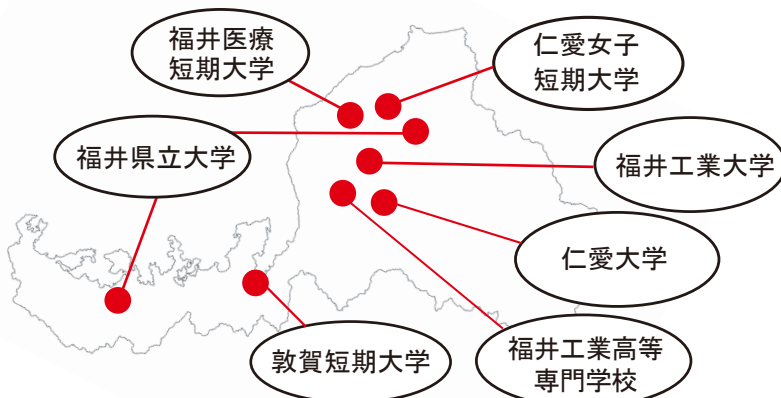 福井医療
短期大学
仁愛女子
短期大学
福井県立大学
福井工業大学
仁愛大学
敦賀短期大学
福井工業高等
専門学校